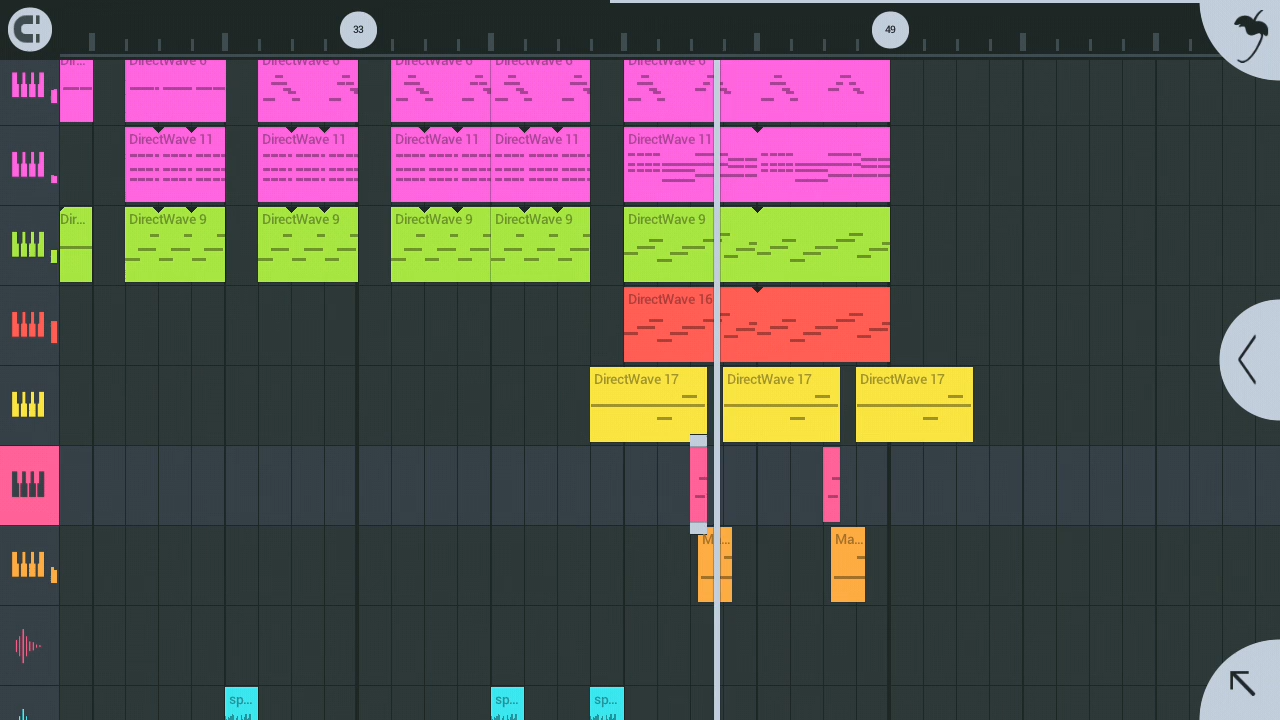 33
49
Dir...
DirectWave 6
DirectWave 6
DirectWave 6
DirectWave 6
DirectWave 6
DirectWave 11
DirectWave 11
DirectWave 11
DirectWave 11
DirectWave 11
Dir...
DirectWave 9
DirectWave 9
DirectWave 9
DirectWave 9
DirectWave 9
DirectWave 16
DirectWave 17
DirectWave 17
DirectWave 17
Ma...
Ma...
sp...
sp...
sp...